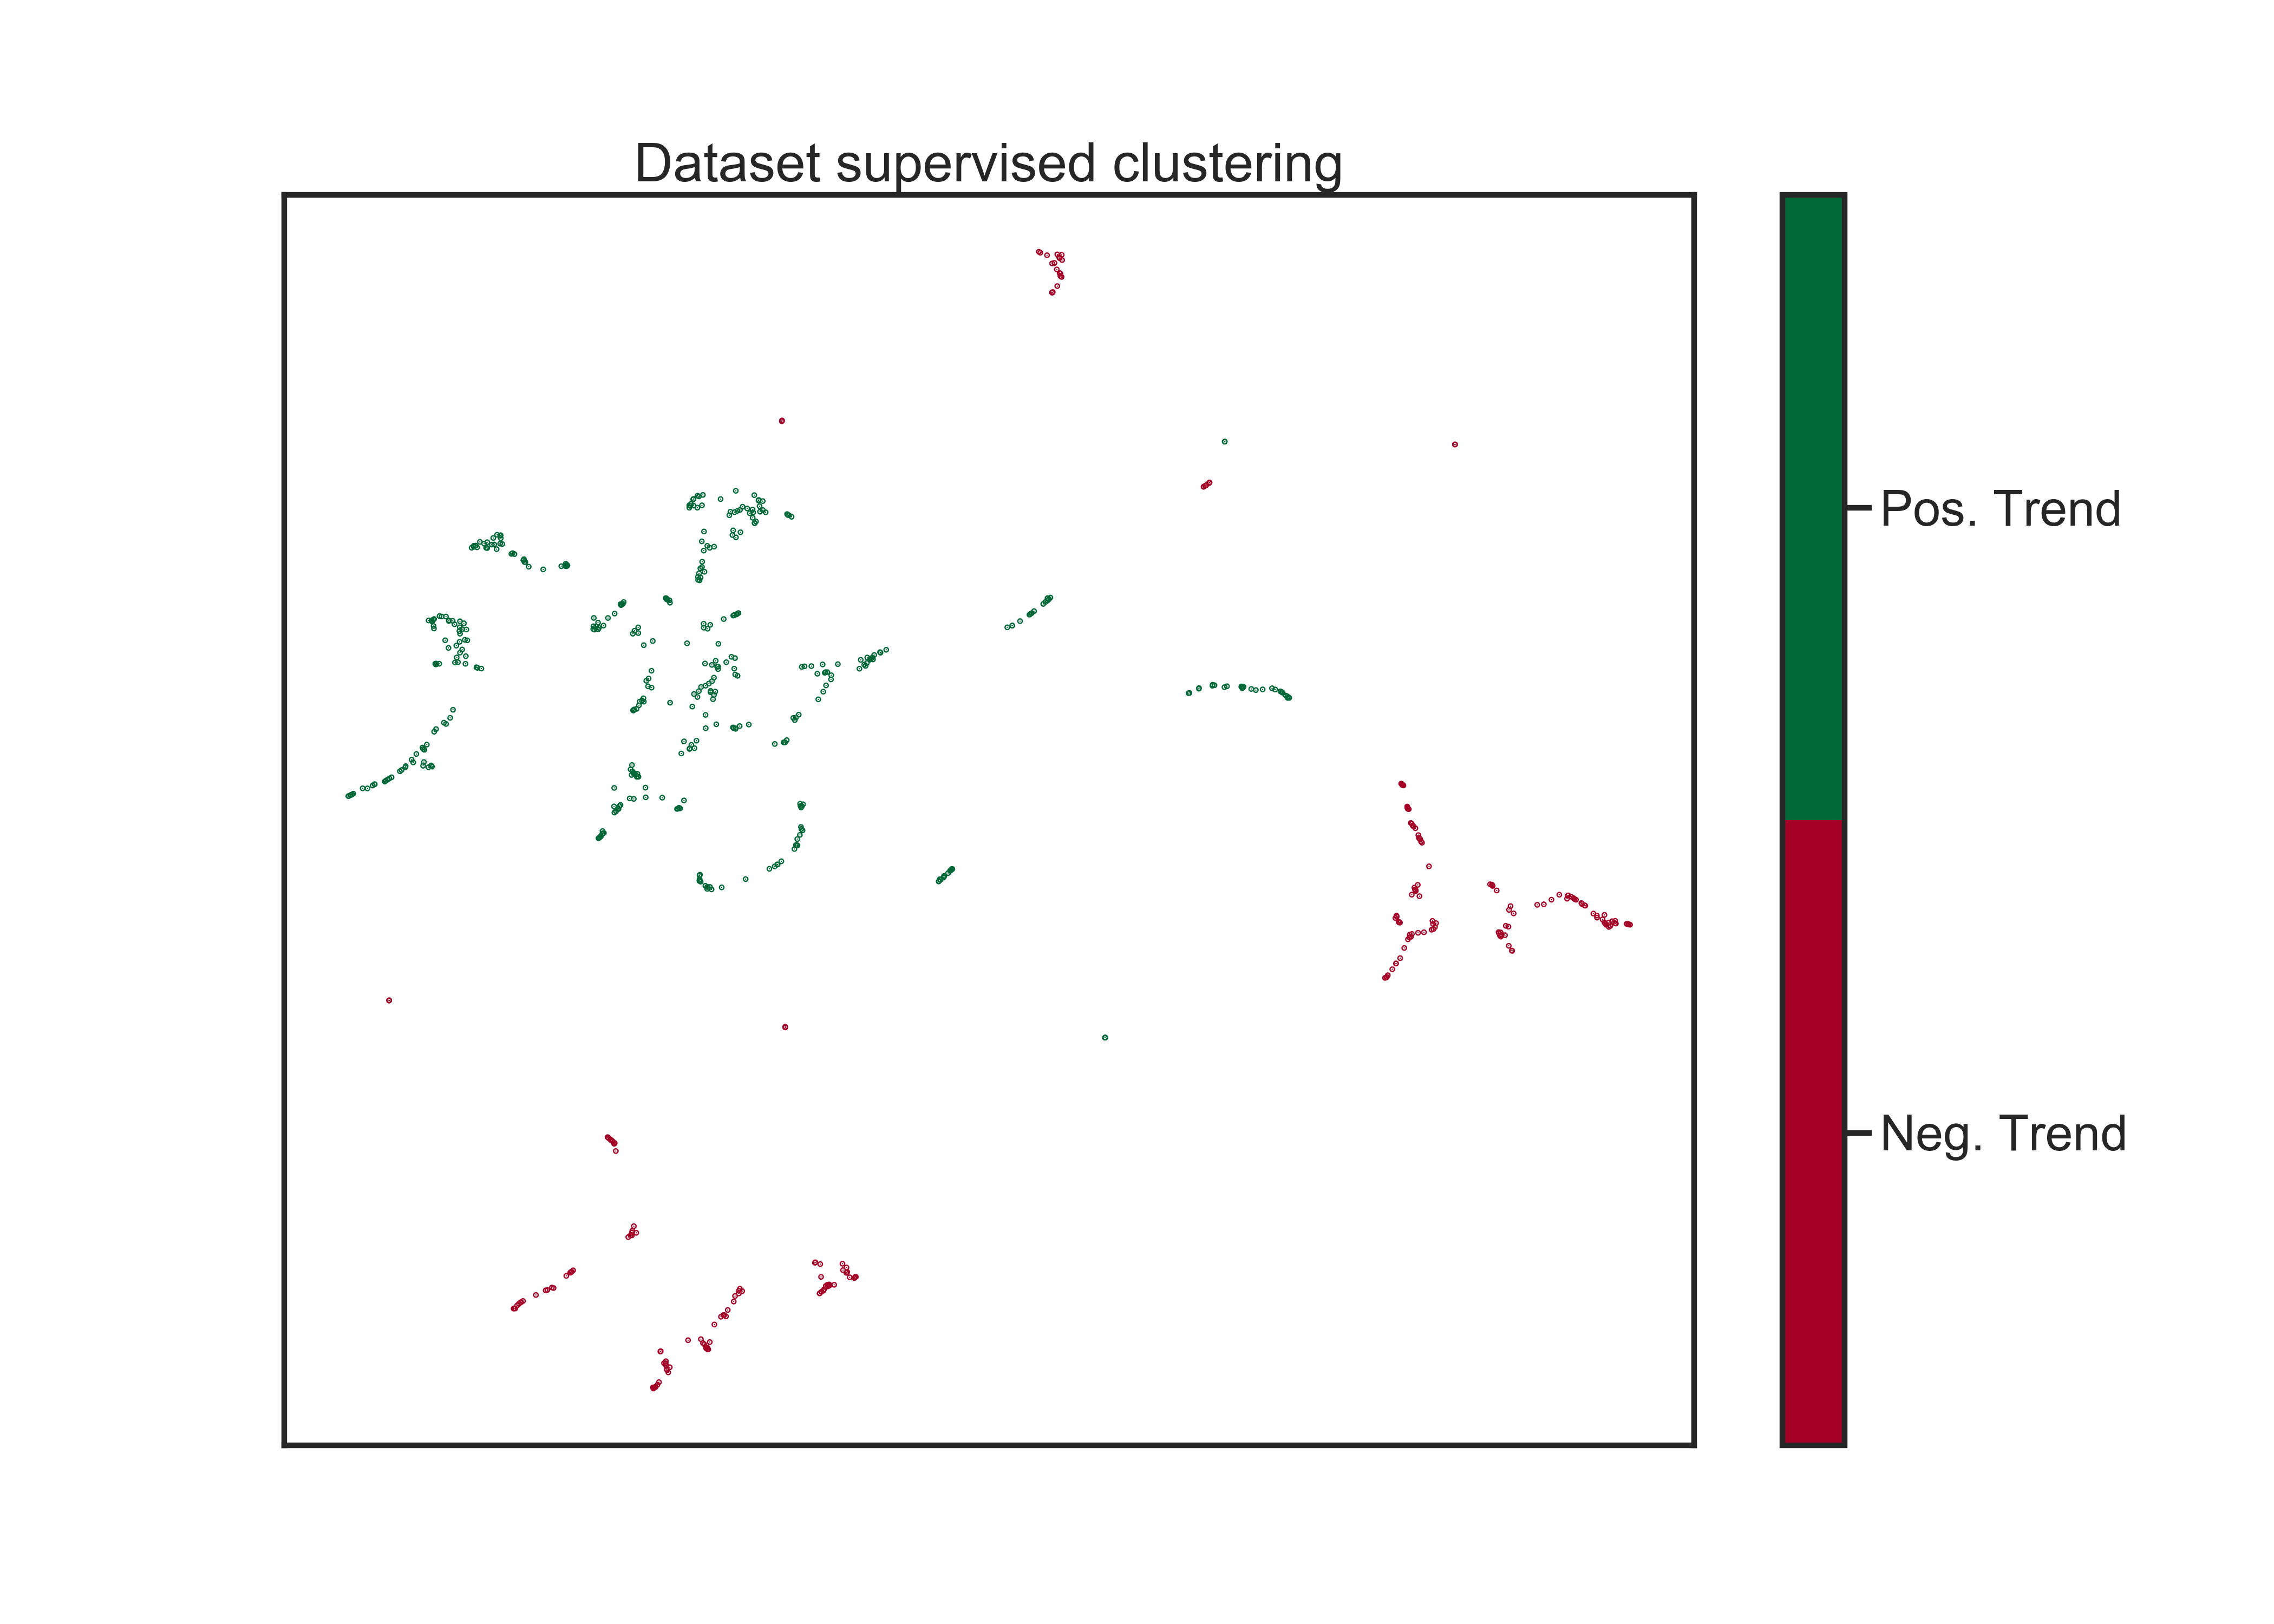 Dataset supervised clustering
Pos. Trend
Neg. Trend